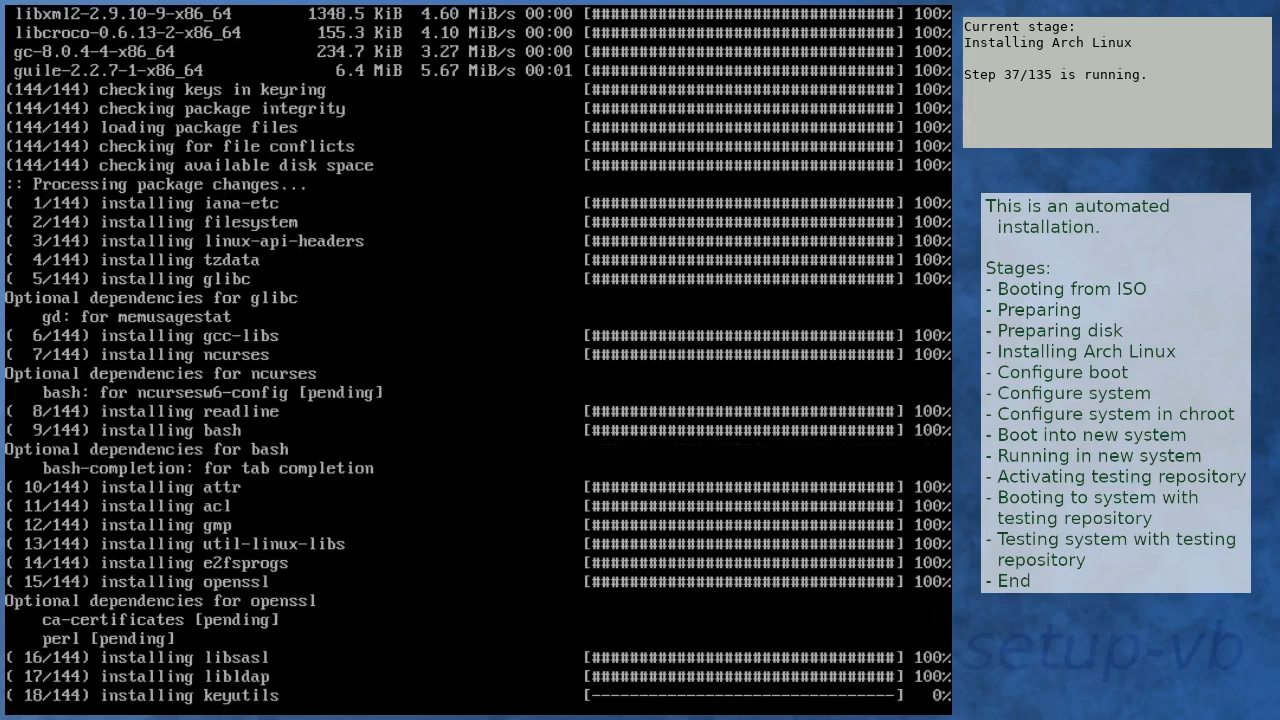 libxml2-2.9.10-9-x86_64 1348.5 KiB 4.60 MiB/s 00:00 [################################] 100%
libcroco-0.6.13-2-x86_64 155.3 KiB 4.10 MiB/s 00:00 [################################] 100%
gc-8.0.4-4-x86_64 234.7 KiB 3.27 MiB/s 00:00 [################################] 100%
guile-2.2.7-1-x86_64 6.4 MiB 5.67 MiB/s 00:01 [################################] 100%
(144/144) checking keys in keyring [################################] 100%
(144/144) checking package integrity [################################] 100%
(144/144) loading package files [################################] 100%
(144/144) checking for file conflicts [################################] 100%
(144/144) checking available disk space [################################] 100%
:: Processing package changes...
(  1/144) installing iana-etc [################################] 100%
(  2/144) installing filesystem [################################] 100%
(  3/144) installing linux-api-headers [################################] 100%
(  4/144) installing tzdata [################################] 100%
(  5/144) installing glibc [################################] 100%
Optional dependencies for glibc
gd: for memusagestat
(  6/144) installing gcc-libs [################################] 100%
(  7/144) installing ncurses [################################] 100%
Optional dependencies for ncurses
bash: for ncursesw6-config [pending]
(  8/144) installing readline [################################] 100%
(  9/144) installing bash [################################] 100%
Optional dependencies for bash
bash-completion: for tab completion
( 10/144) installing attr [################################] 100%
( 11/144) installing acl [################################] 100%
( 12/144) installing gmp [################################] 100%
( 13/144) installing util-linux-libs [################################] 100%
( 14/144) installing e2fsprogs [################################] 100%
( 15/144) installing openssl [################################] 100%
Optional dependencies for openssl
ca-certificates [pending]
perl [pending]
( 16/144) installing libsasl [################################] 100%
( 17/144) installing libldap [################################] 100%
( 18/144) installing keyutils [--------------------------------] 0%
Current stage:
Installing Arch Linux
Step 37/135 is running.
This is an automated
installation.
Stages:
- Booting from ISO
- Preparing
- Preparing disk
- Installing Arch Linux
- Configure boot
- Configure system
- Configure system in chroot
- Boot into new system
- Running in new system
- Activating testing repository
- Booting to system with
testing repository
- Testing system with testing
repository
- End
setup-vb